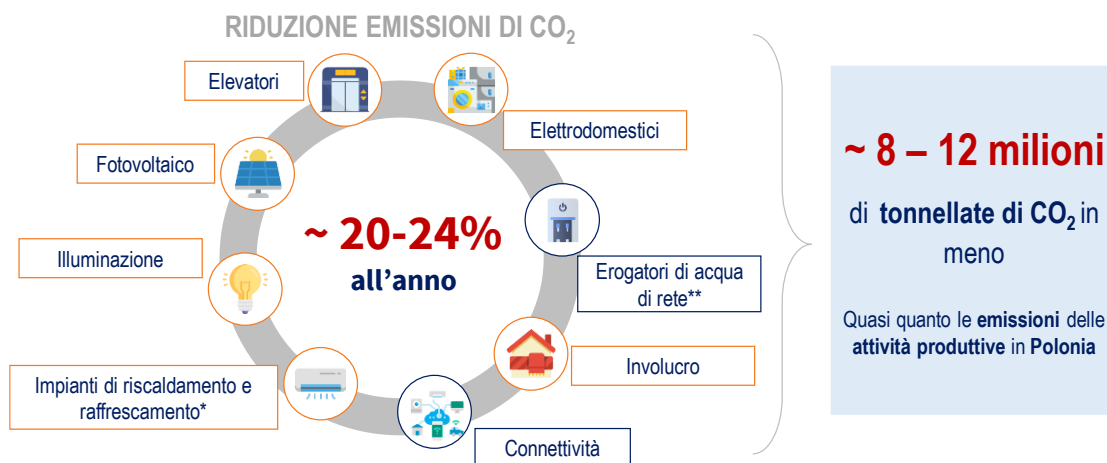 RIDUZIONE EMISSIONI DI CO₂
Elevatori
Elettrodomestici
Fotovoltaico
~ 20-24%
all’anno
Illuminazione
Erogatori di acqua
di rete**
Impianti di riscaldamento e
raffrescamento*
Involucro
Connettività
~ 8 – 12 milioni
di tonnellate di CO₂ in
meno
Quasi quanto le emissioni delle
attività produttive in Polonia